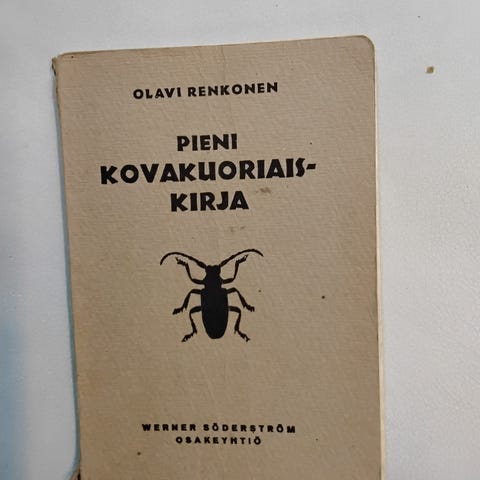 OLAVI RENKONEN
PIENI
KOVAKUORIAIS-
KIRJA
WERNER SÖDERSTRÖM
OSAKEYHTIÖ